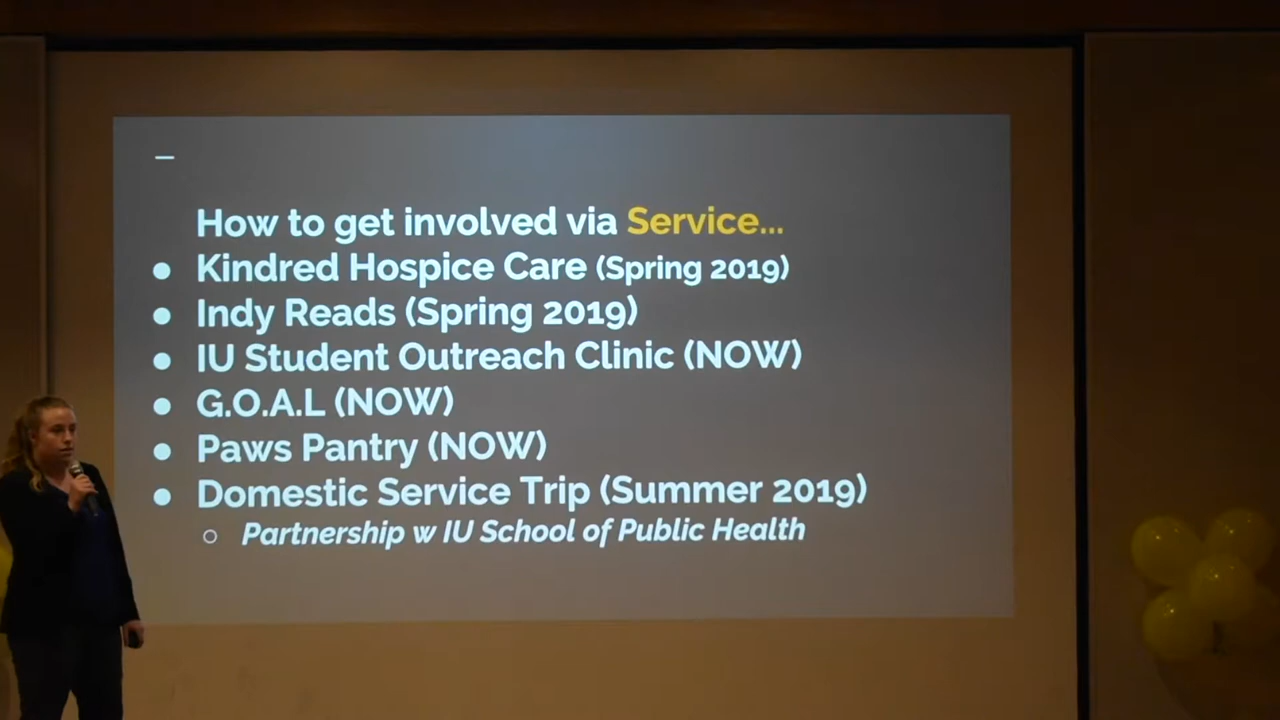 How to get involved via Service...
● Kindred Hospice Care (Spring 2019)
● Indy Reads (Spring 2019)
● IU Student Outreach Clinic (NOW)
● G.O.A.L (NOW)
● Paws Pantry (NOW)
● Domestic Service Trip (Summer 2019)
○ Partnership w IU School of Public Health